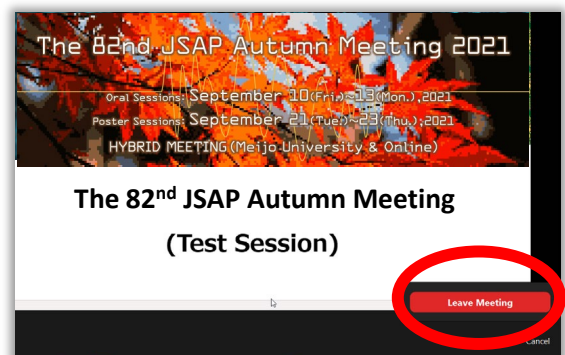 The 82nd JSAP Autumn Meeting 2021
Oral Sessions: September 10(Fri.)~13(Mon.),2021
Poster Sessions: September 21(Tue.)~23(Thu.),2021
HYBRID MEETING (Meijo University & Online)
The 82nd JSAP Autumn Meeting
(Test Session)
Leave Meeting
Cancel